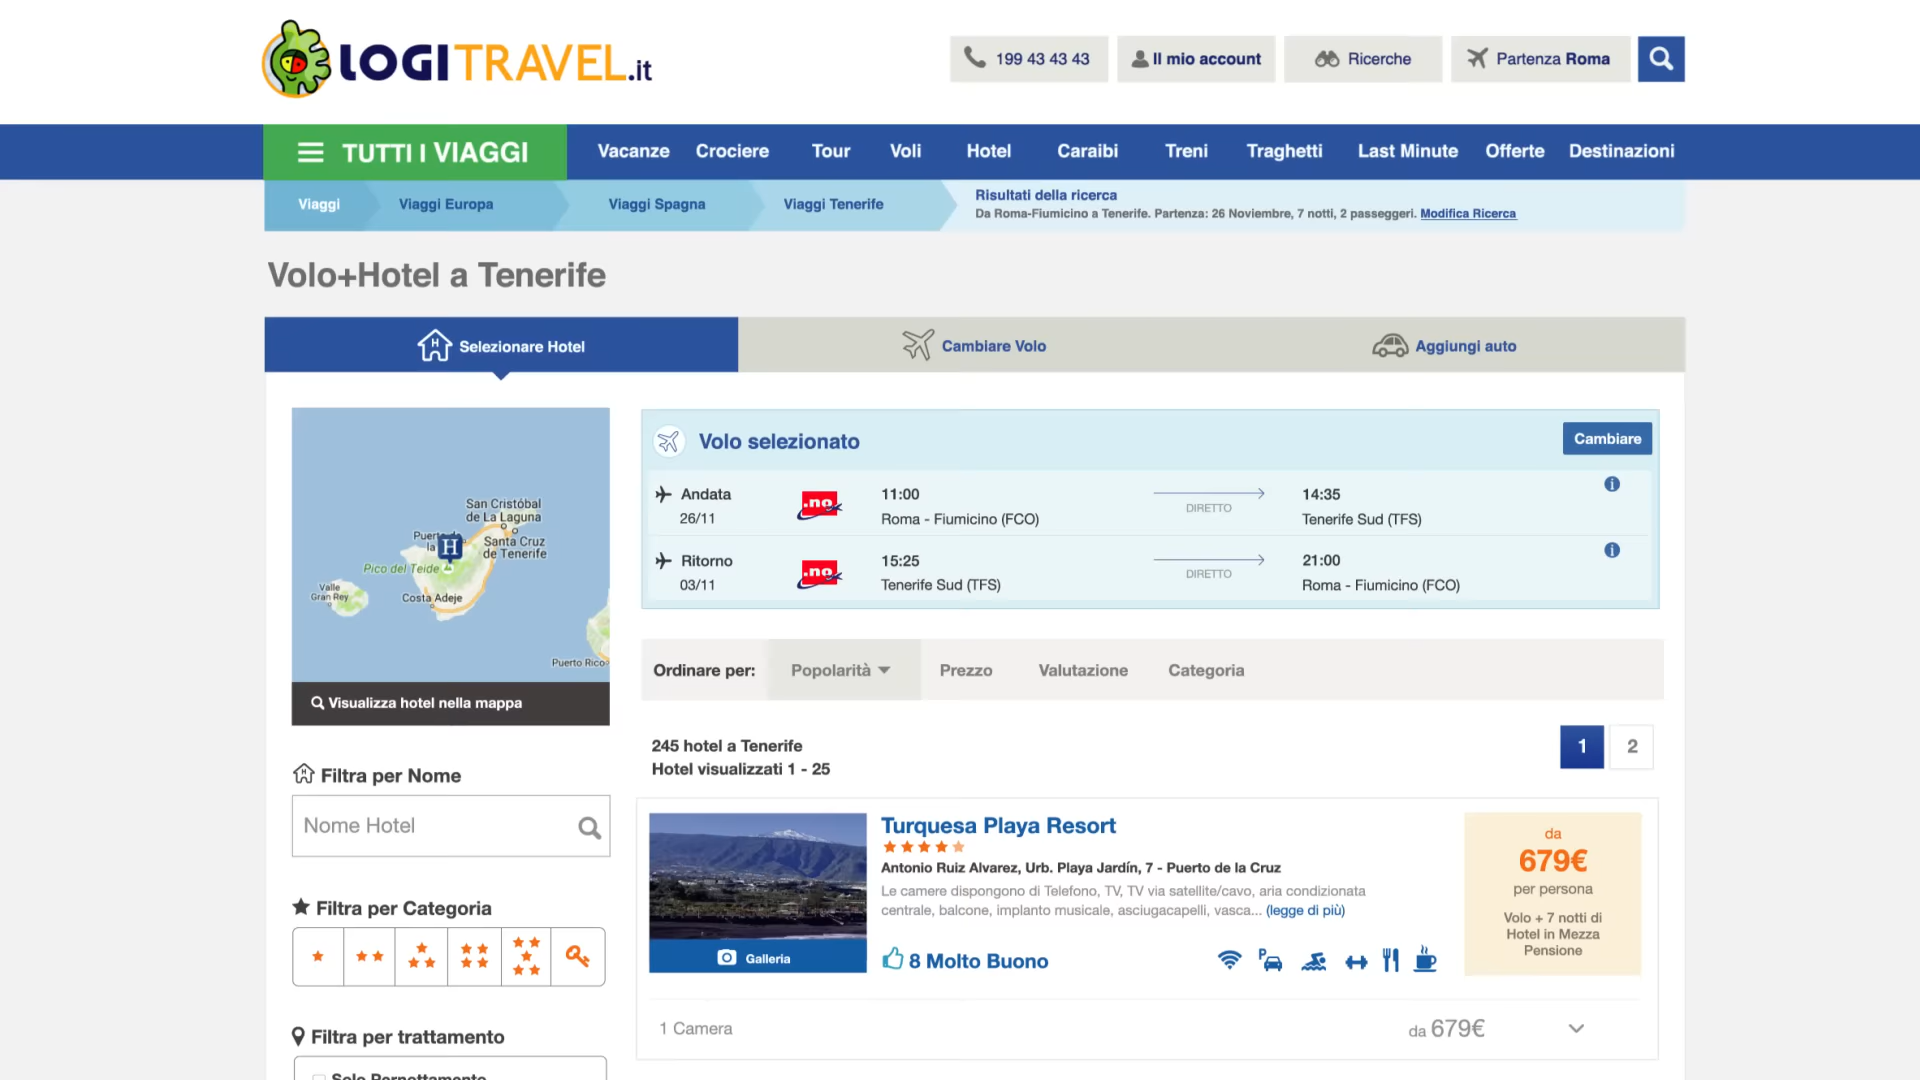 LOGITRAVEL.it
199 43 43 43
Il mio account
Ricerche
Partenza Roma
TUTTI I VIAGGI
Vacanze
Crociere
Tour
Voli
Hotel
Caraibi
Treni
Traghetti
Last Minute
Offerte
Destinazioni
Viaggi
Viaggi Europa
Viaggi Spagna
Viaggi Tenerife
Risultati della ricerca
Da Roma-Fiumicino a Tenerife. Partenza: 26 Noviembre, 7 notti, 2 passeggeri. Modifica Ricerca
Volo+Hotel a Tenerife
Selezionare Hotel
Cambiare Volo
Aggiungi auto
San Cristóbal
de La Laguna
Puerto
la
H
Santa Cruz
de Tenerife
Pico del Teide
Valle
Gran Rey
Costa Adeje
Puerto Rico
Visualizza hotel nella mappa
Filtra per Nome
Nome Hotel
Filtra per Categoria
Filtra per trattamento
Solo Pernottamento
Volo selezionato
Cambiare
Andata
26/11
.no
11:00
Roma - Fiumicino (FCO)
DIRETTO
14:35
Tenerife Sud (TFS)
Ritorno
03/11
.no
15:25
Tenerife Sud (TFS)
DIRETTO
21:00
Roma - Fiumicino (FCO)
Ordinare per:
Popolarità
Prezzo
Valutazione
Categoria
245 hotel a Tenerife
Hotel visualizzati 1 - 25
1
2
Turquesa Playa Resort
Antonio Ruiz Alvarez, Urb. Playa Jardín, 7 - Puerto de la Cruz
Le camere dispongono di Telefono, TV, TV via satellite/cavo, aria condizionata
centrale, balcone, implanto musicale, asciugacapelli, vasca... (legge di più)
Galleria
8 Molto Buono
P
da
679€
per persona
Volo + 7 notti di
Hotel in Mezza
Pensione
1 Camera
da 679€